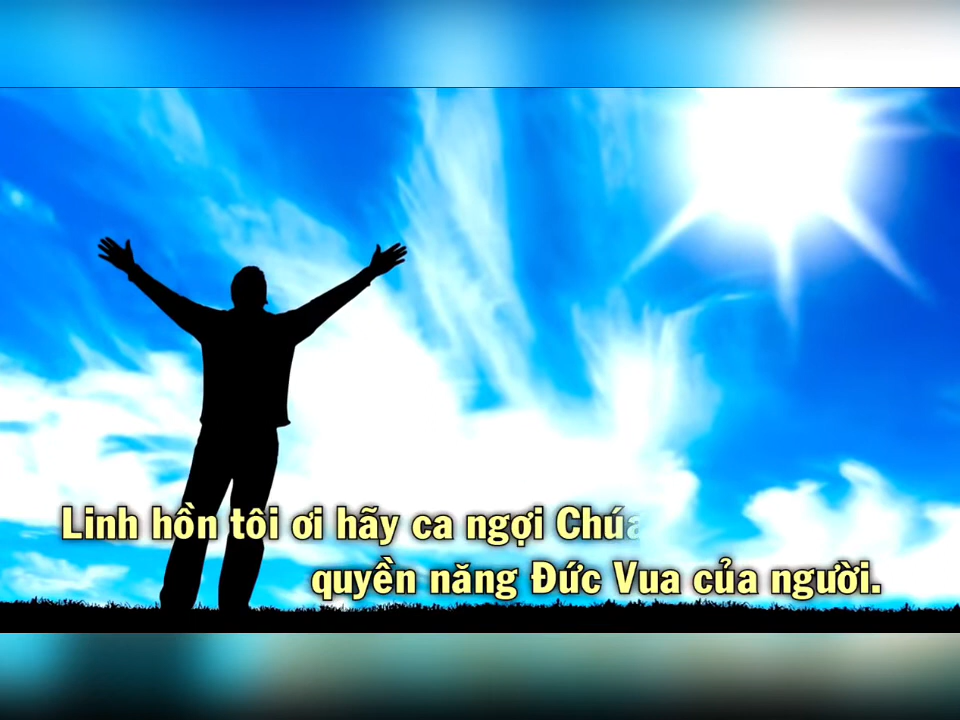 Linh hồn tôi ơi hãy ca ngợi Chúa
quyền năng Đức Vua của người.